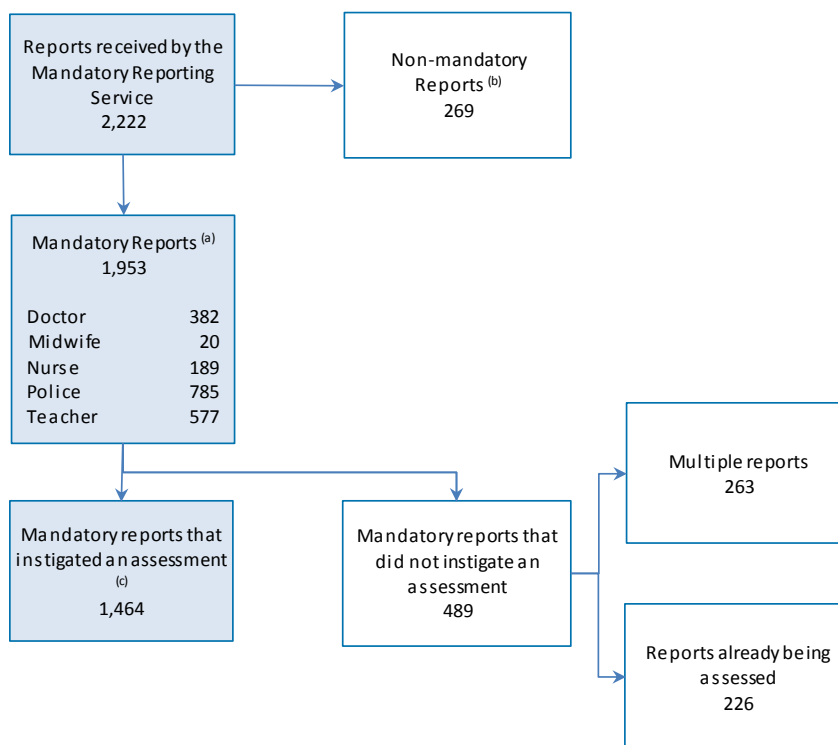 Reports received by the
Mandatory Reporting
Service
2,222
Non-mandatory
Reports (b)
269
Mandatory Reports (a)
1,953
Doctor 382
Midwife 20
Nurse 189
Police 785
Teacher 577
Multiple reports
263
Mandatory reports that
instigated an assessment
(c)
1,464
Mandatory reports that
did not instigate an
assessment
489
Reports already being
assessed
226